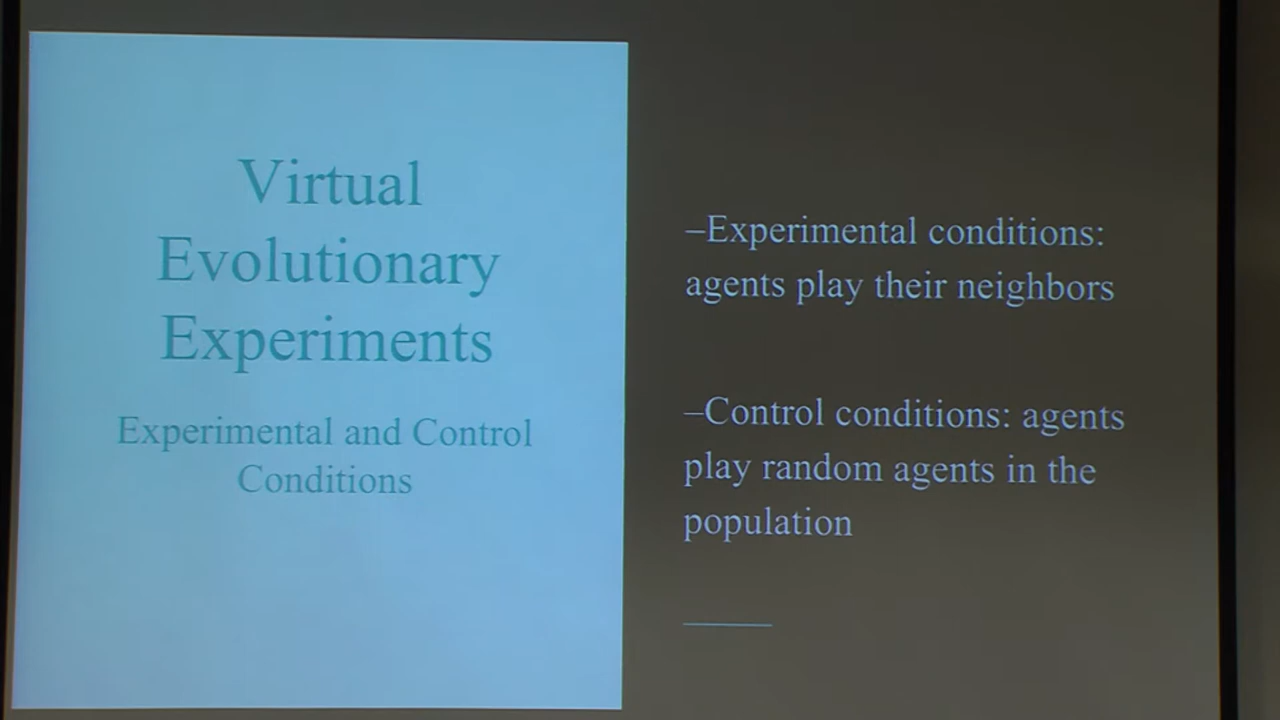 Virtual
Evolutionary
Experiments
Experimental and Control
Conditions
–Experimental conditions:
agents play their neighbors
–Control conditions: agents
play random agents in the
population